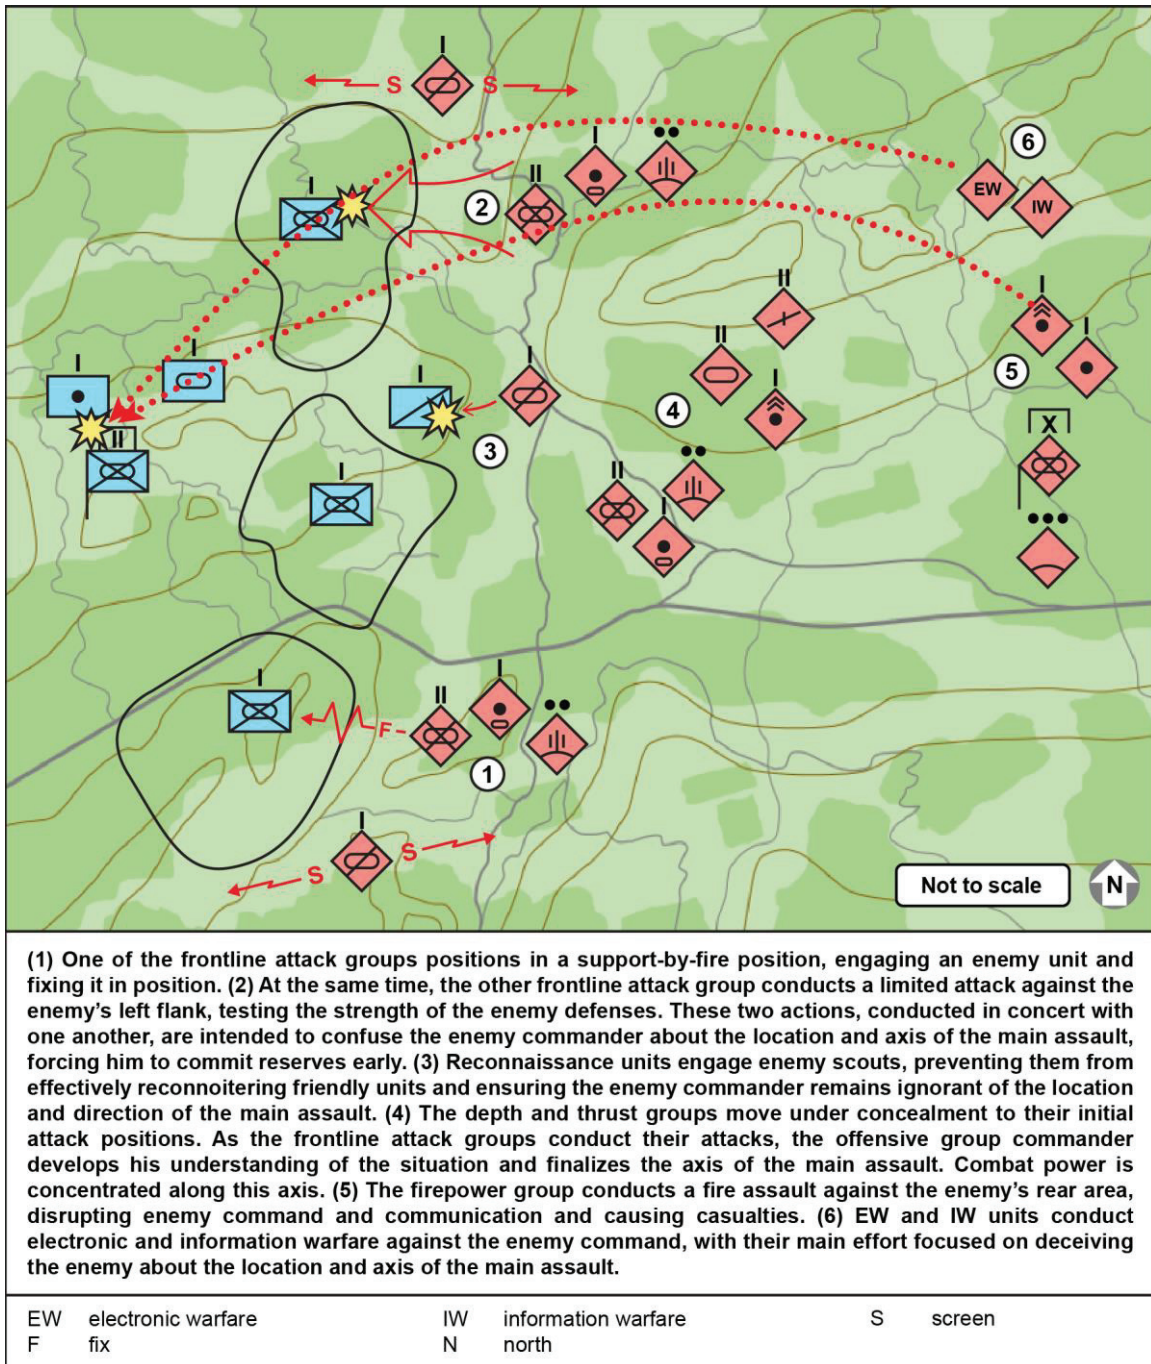 I
S
S
I
II
I
●●
6
EW
IW
2
I
I
I
II
I
5
I
I
I
II
3
4
I
X
II
●●
I
II
I
●●●
I
I
II
F
●●
1
I
S
S
Not to scale
N
(1) One of the frontline attack groups positions in a support-by-fire position, engaging an enemy unit and
fixing it in position. (2) At the same time, the other frontline attack group conducts a limited attack against the
enemy's left flank, testing the strength of the enemy defenses. These two actions, conducted in concert with
one another, are intended to confuse the enemy commander about the location and axis of the main assault,
forcing him to commit reserves early. (3) Reconnaissance units engage enemy scouts, preventing them from
effectively reconnoitering friendly units and ensuring the enemy commander remains ignorant of the location
and direction of the main assault. (4) The depth and thrust groups move under concealment to their initial
attack positions. As the frontline attack groups conduct their attacks, the offensive group commander
develops his understanding of the situation and finalizes the axis of the main assault. Combat power is
concentrated along this axis. (5) The firepower group conducts a fire assault against the enemy's rear area,
disrupting enemy command and communication and causing casualties. (6) EW and IW units conduct
electronic and information warfare against the enemy command, with their main effort focused on deceiving
the enemy about the location and axis of the main assault.
EW electronic warfare IW information warfare S screen
F fix N north